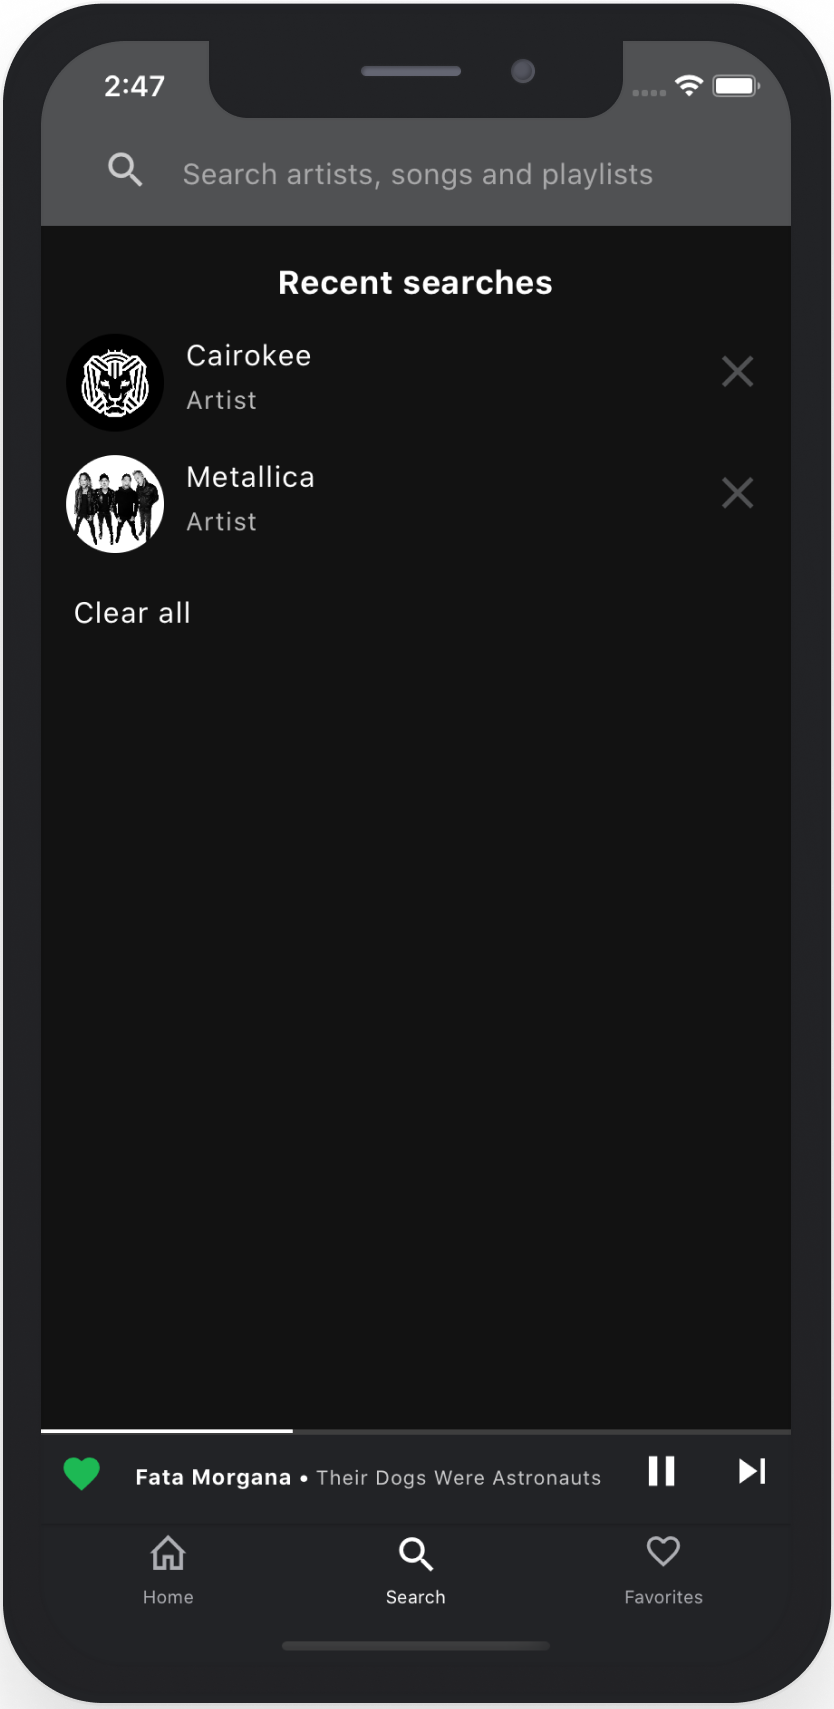 2:47
Search artists, songs and playlists
Recent searches
Cairokee
Artist
Metallica
Artist
Clear all
Fata Morgana • Their Dogs Were Astronauts
Home Search Favorites